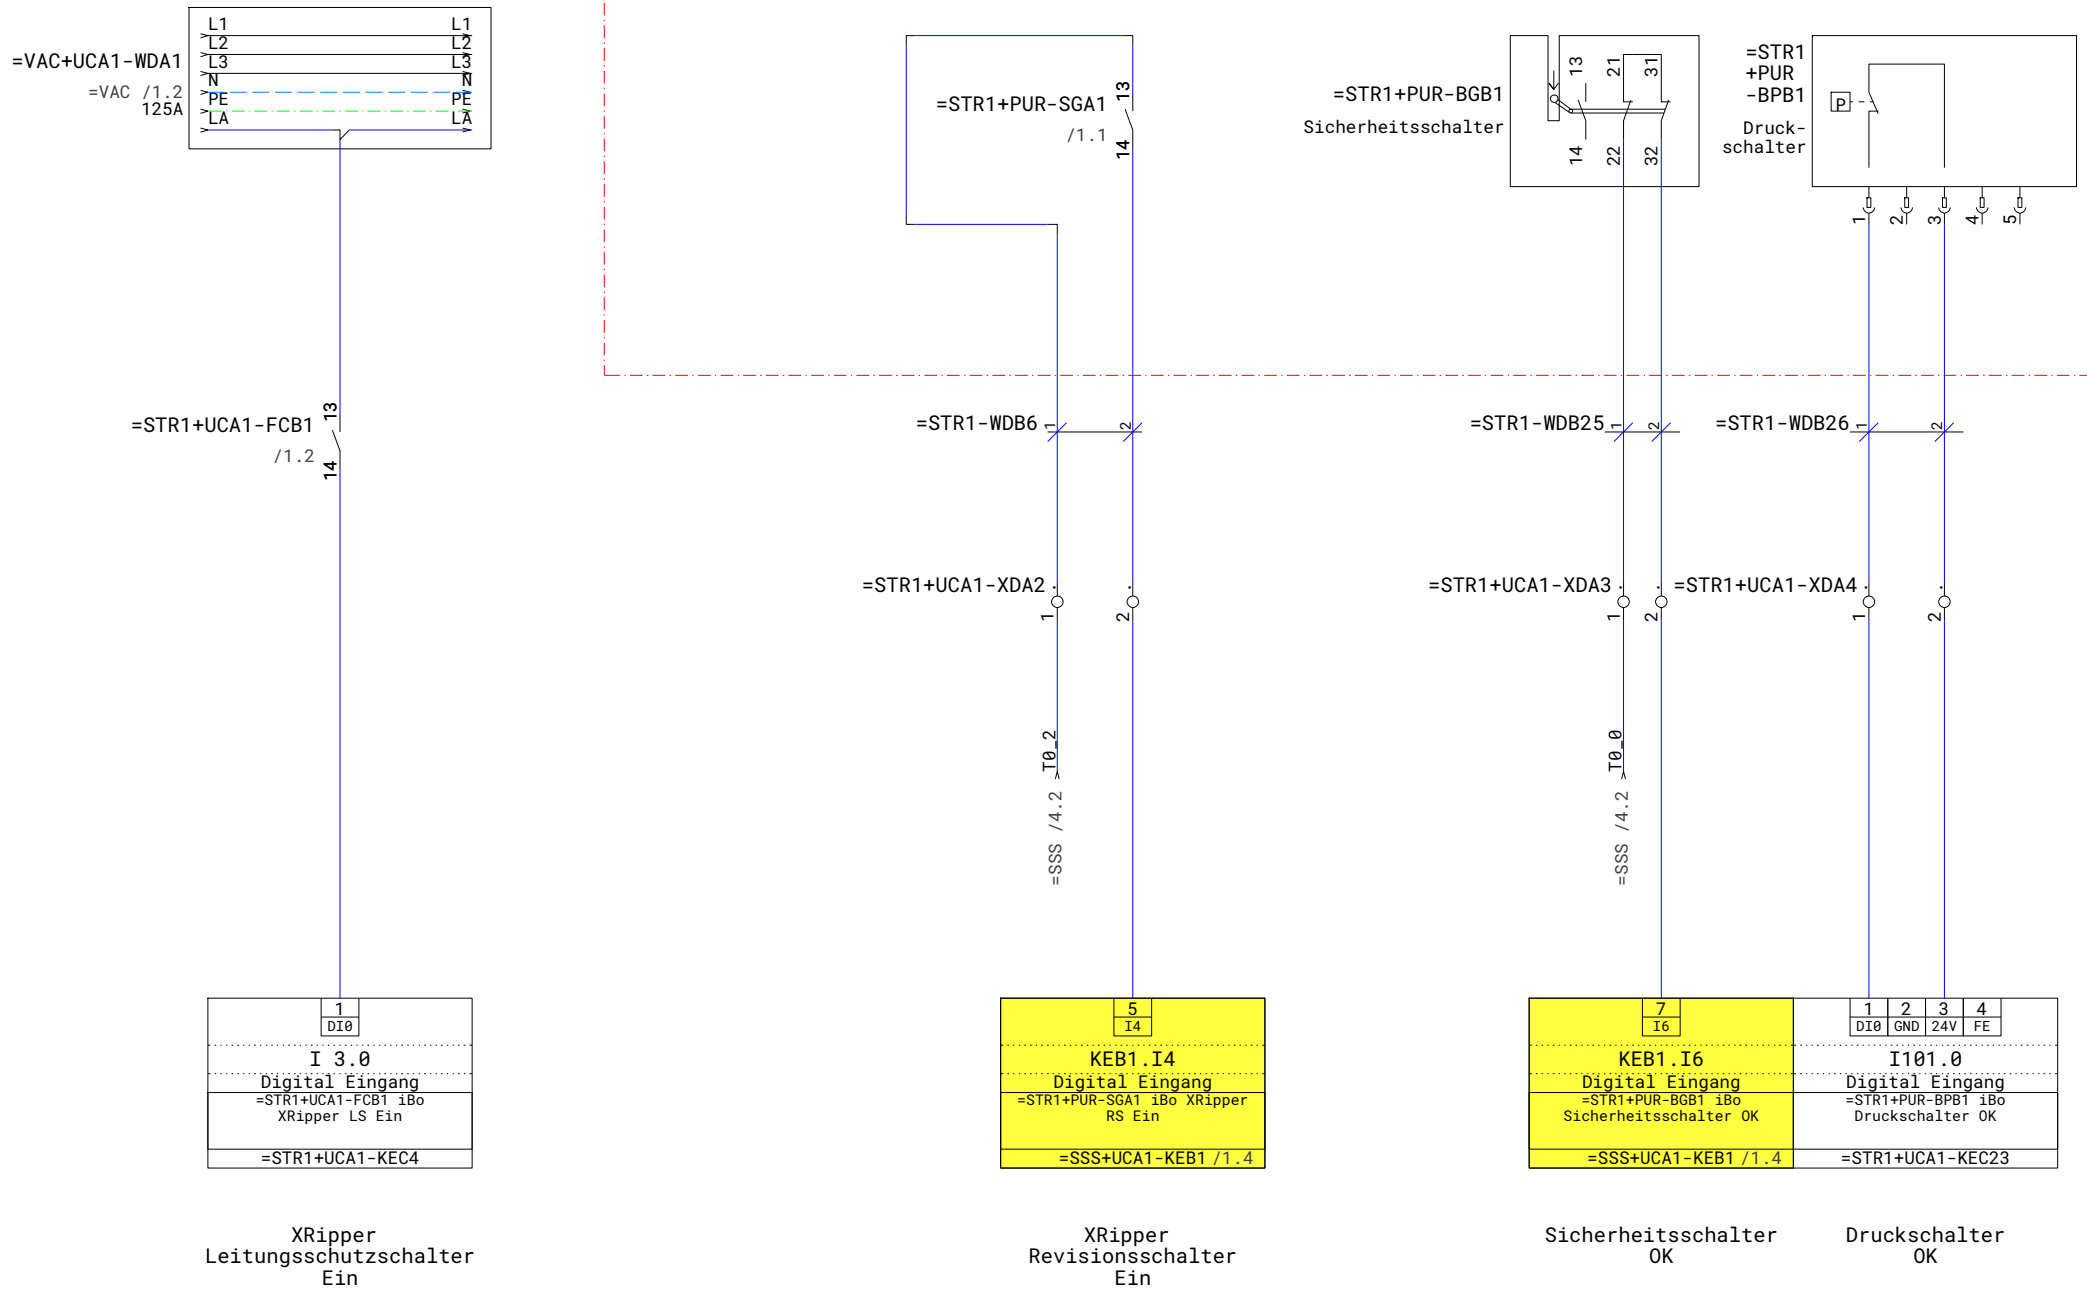 =VAC+UCA1-WDA1
=VAC /1.2
125A
L1 L1
L2 L2
L3 L3
N N
PE PE
LA LA
=STR1+UCA1-FCB1
/1.2
13
14
=STR1+PUR-SGA1
/1.1
13
14
=STR1+PUR-BGB1
Sicherheitsschalter
13 21 31
14 22 32
=STR1
+PUR
-BPB1
Druck-
schalter
P
1 2 3 4 5
=STR1-WDB6 1 2
=STR1-WDB25 1 2
=STR1-WDB26 1 2
=STR1+UCA1-XDA2
1 2
=STR1+UCA1-XDA3
1 2
=STR1+UCA1-XDA4
1 2
T0_2
=SSS /4.2
T0_0
=SSS /4.2
1
DI0
I 3.0
Digital Eingang
=STR1+UCA1-FCB1 iBo
XRipper LS Ein
=STR1+UCA1-KEC4
5
I4
KEB1.I4
Digital Eingang
=STR1+PUR-SGA1 iBo XRipper
RS Ein
=SSS+UCA1-KEB1 /1.4
7
I6
KEB1.I6
Digital Eingang
=STR1+PUR-BGB1 iBo
Sicherheitsschalter OK
=SSS+UCA1-KEB1 /1.4
1 2 3 4
DI0 GND 24V FE
I101.0
Digital Eingang
=STR1+PUR-BPB1 iBo
Druckschalter OK
=STR1+UCA1-KEC23
XRipper
Leitungsschutzschalter
Ein
XRipper
Revisionsschalter
Ein
Sicherheitsschalter
OK
Druckschalter
OK